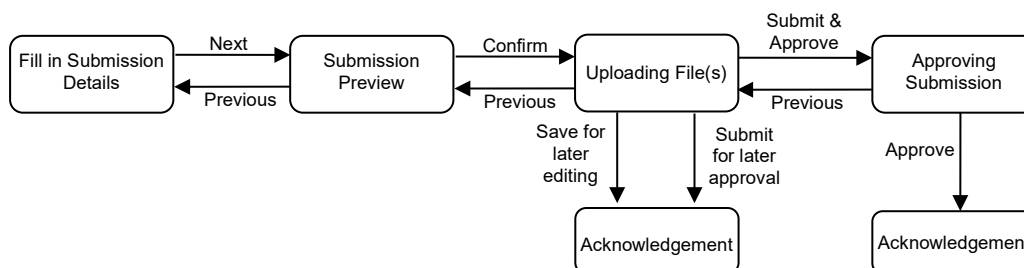 Fill in Submission
Details
Next
Previous
Submission
Preview
Confirm
Previous
Uploading File(s)
Submit &
Approve
Previous
Approving
Submission
Save for
later
editing
Submit
for later
approval
Approve
Acknowledgement
Acknowledgemen